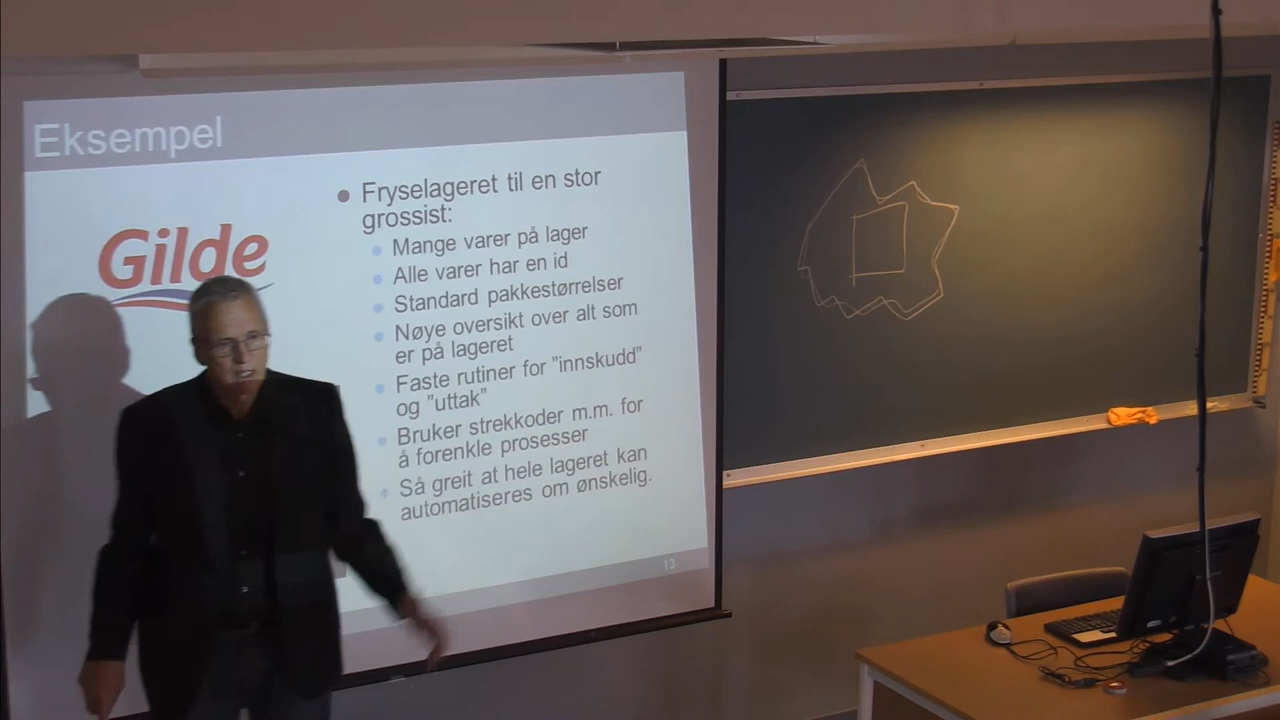 Eksempel
Gilde
Fryselageret til en stor
grossist:
Mange varer på lager
Alle varer har en id
Standard pakkestørrelser
Nøye oversikt over alt som
er på lageret
Faste rutiner for "innskudd"
og "uttak"
Bruker strekkoder m.m. for
å forenkle prosesser
Så greit at hele lageret kan
automatiseres om ønskelig.
13